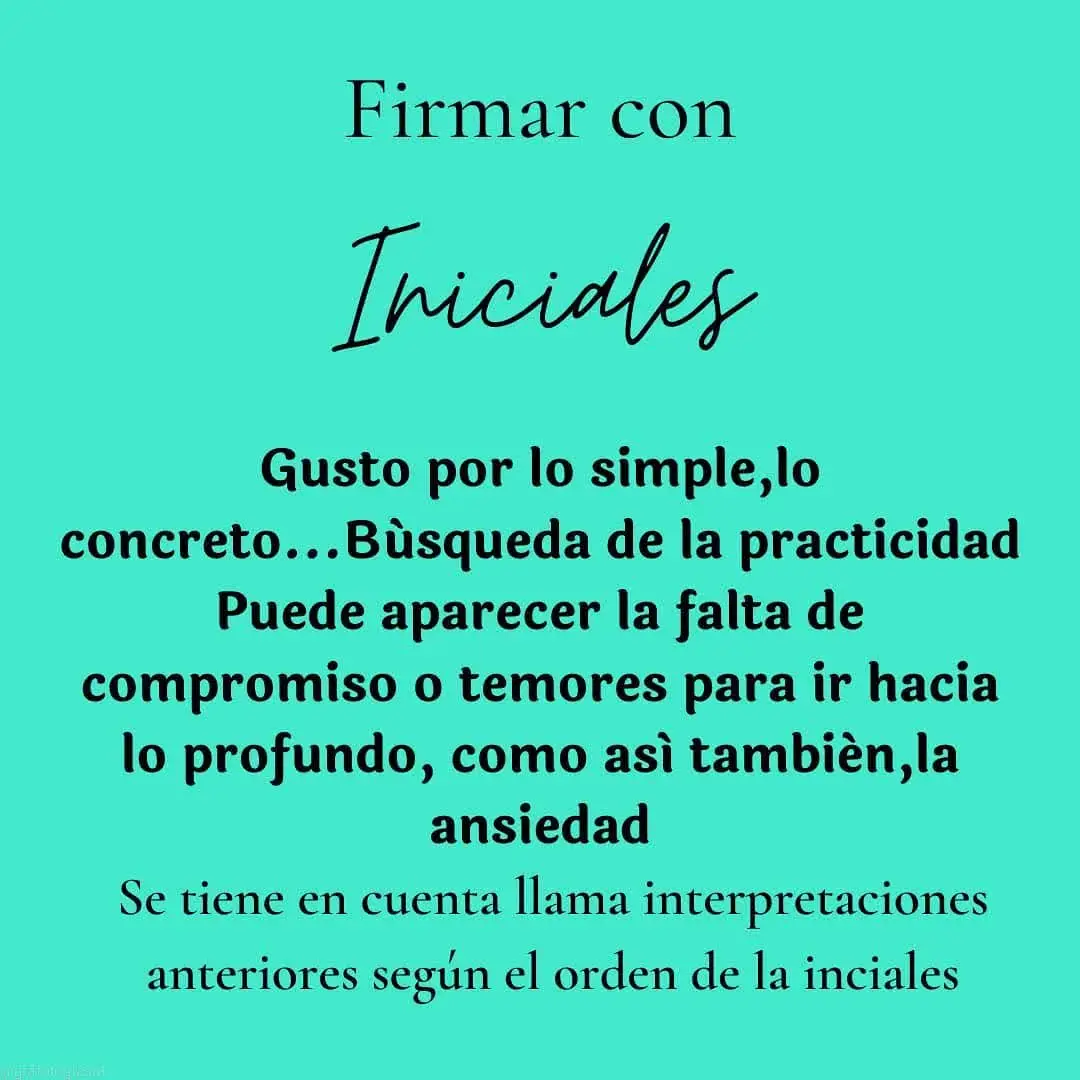 Firmar con
Iniciales
Gusto por lo simple,lo
concreto...Bùsqueda de la practicidad
Puede aparecer la falta de
compromiso o temores para ir hacia
lo profundo, como asì tambièn,la
ansiedad
Se tiene en cuenta llama interpretaciones
anteriores según el orden de la inciales